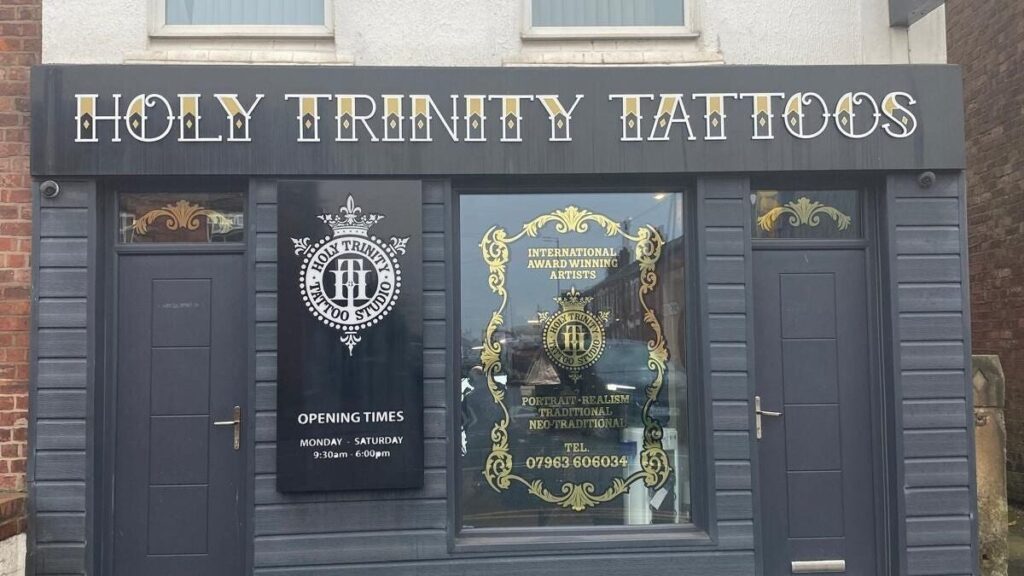 HOLY TRINITY TATTOOS
HOLY TRINITY
TATTOO STUDIO
OPENING TIMES
MONDAY - SATURDAY
9:30am - 6:00pm
INTERNATIONAL
AWARD WINNING
ARTISTS
HOLY TRINITY
TATTOO STUDIO
PORTRAIT - REALISM
TRADITIONAL
NEO-TRADITIONAL
TEL.
07963 606034